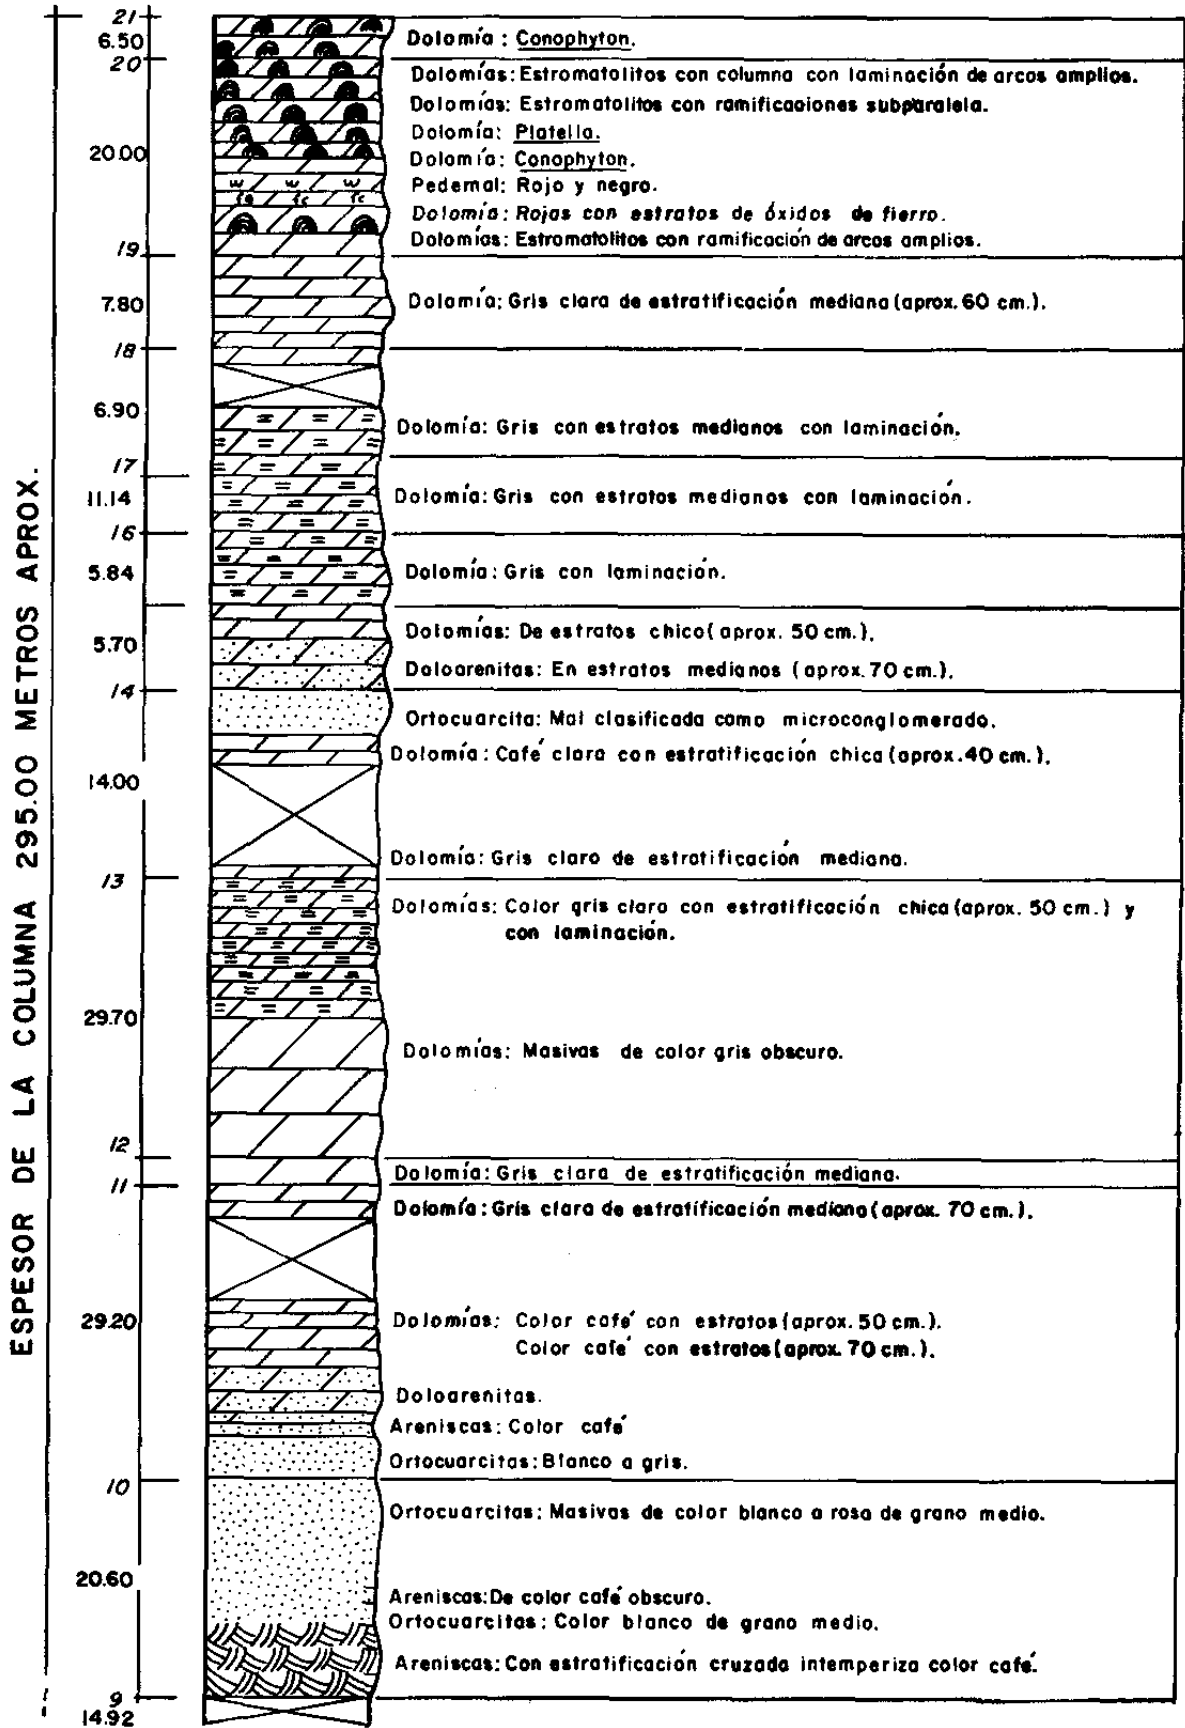 21
6.50
Dolomía : Conophyton.
20
Dolomías: Estromatolitos con columna con laminación de arcos amplios.
Dolomías: Estromatolitos con ramificaciones subparalela.
Dolomía: Platella.
20.00
Dolomía: Conophyton.
Pedernal: Rojo y negro.
Dolomía: Rojas con estratos de óxidos de fierro.
Dolomías: Estromatolitos con ramificación de arcos amplios.
19
7.80
Dolomía: Gris clara de estratificación mediana (aprox. 60 cm.).
18
6.90
Dolomía: Gris con estratos medianos con laminación.
17
11.14
Dolomía: Gris con estratos medianos con laminación.
16
5.84
Dolomía: Gris con laminación.
Dolomías: De estratos chico (aprox. 50 cm.).
5.70
Doloarenitas: En estratos medianos (aprox. 70 cm.).
14
Ortocuarcita: Mal clasificada como microconglomerado.
Dolomía: Café clara con estratificación chica (aprox. 40 cm.).
14.00
Dolomía: Gris claro de estratificación mediana.
13
Dolomías: Color gris claro con estratificación chica (aprox. 50 cm.) y
con laminación.
29.70
Dolomías: Masivas de color gris obscuro.
12
Dolomía: Gris clara de estratificación mediana.
11
Dolomía: Gris clara de estratificación mediana (aprox. 70 cm.).
29.20
Dolomías: Color café con estratos (aprox. 50 cm.).
Color café con estratos (aprox. 70 cm.).
Doloarenitas.
Areniscas: Color café
Ortocuarcitas: Blanco a gris.
10
Ortocuarcitas: Masivas de color blanco a rosa de grano medio.
20.60
Areniscas: De color café obscuro.
Ortocuarcitas: Color blanco de grano medio.
Areniscas: Con estratificación cruzada intemperiza color café.
9
14.92
ESPESOR DE LA COLUMNA 295.00 METROS APROX.